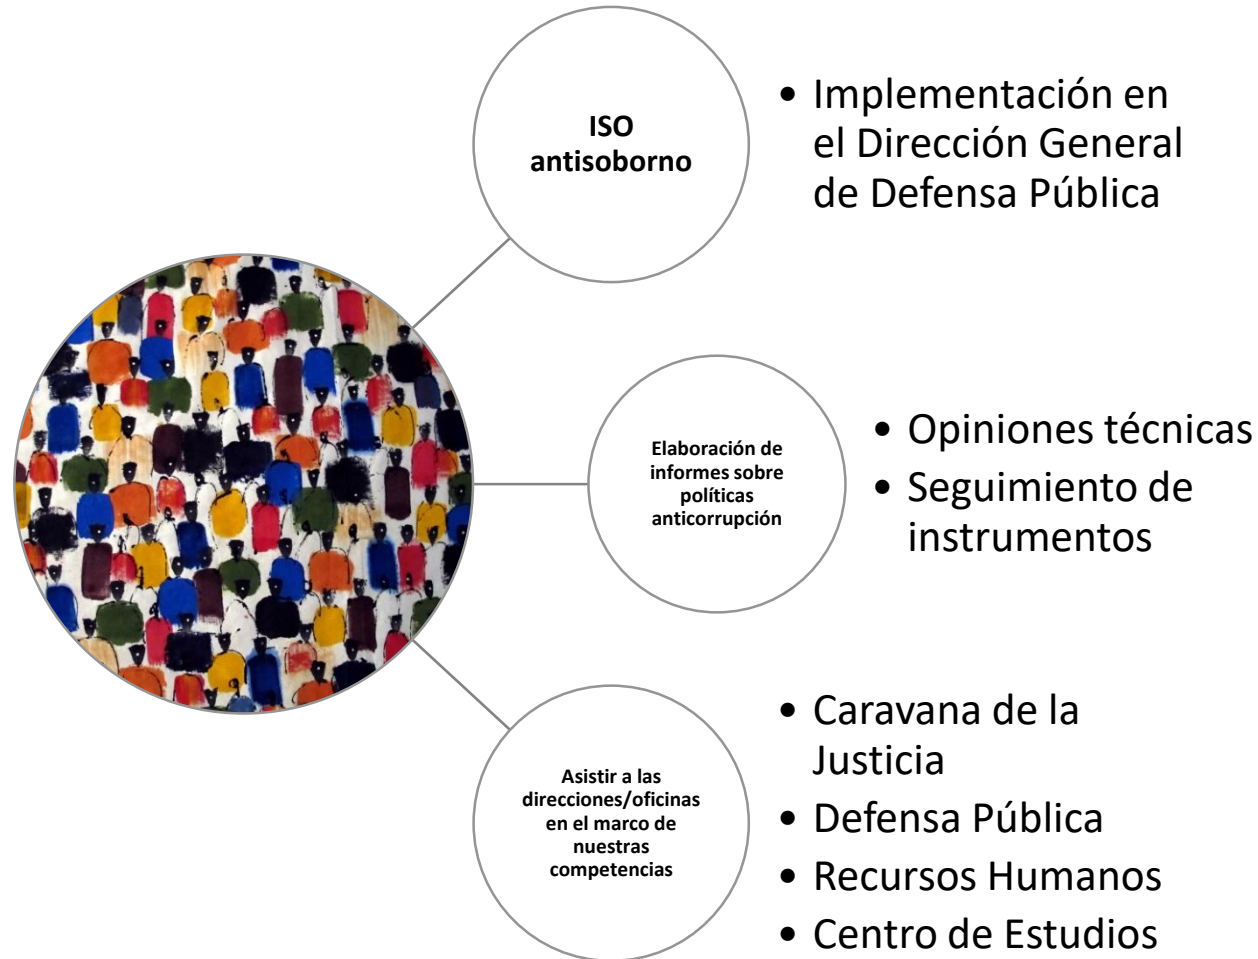 ISO
antisoborno
• Implementación en
el Dirección General
de Defensa Pública
Elaboración de
informes sobre
políticas
anticorrupción
• Opiniones técnicas
• Seguimiento de
instrumentos
Asistir a las
direcciones/oficinas
en el marco de
nuestras
competencias
• Caravana de la
Justicia
• Defensa Pública
• Recursos Humanos
• Centro de Estudios